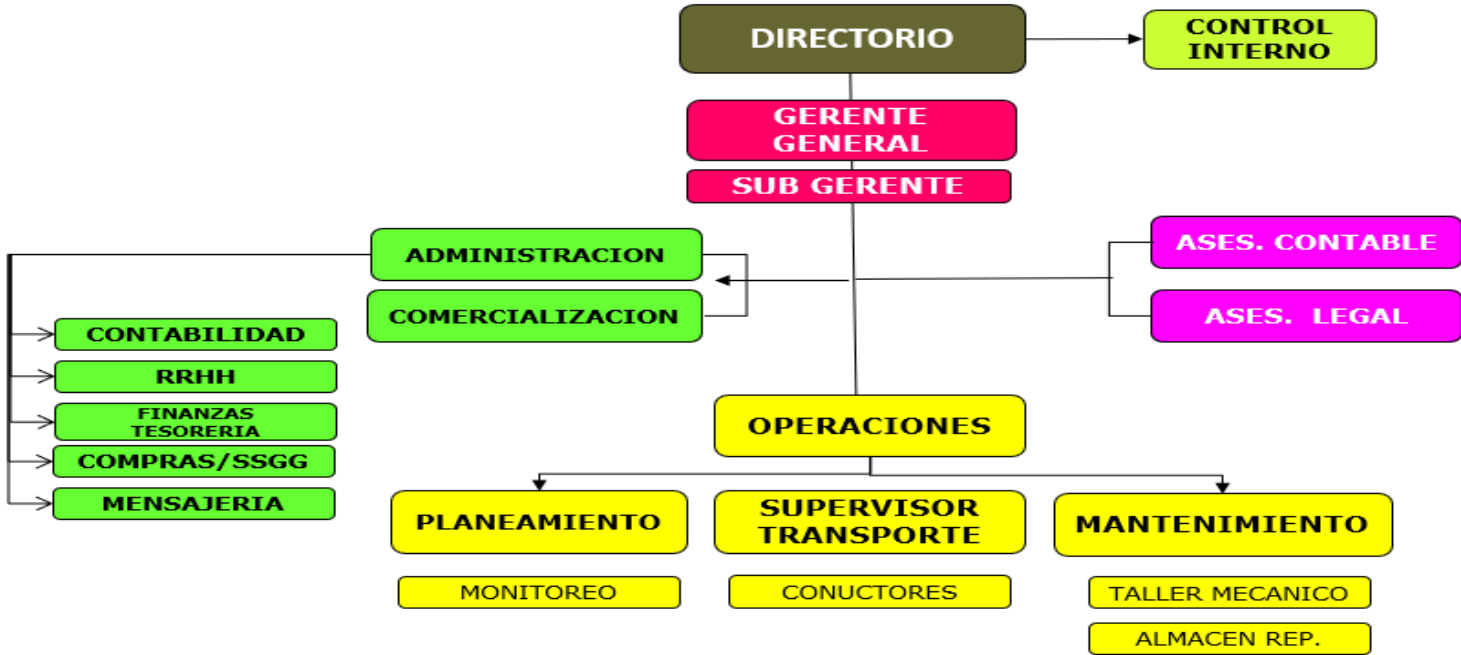 DIRECTORIO
CONTROL
INTERNO
GERENTE
GENERAL
SUB GERENTE
ADMINISTRACION
COMERCIALIZACION
ASES. CONTABLE
ASES. LEGAL
CONTABILIDAD
RRHH
FINANZAS
TESORERIA
COMPRAS/SSGG
MENSAJERIA
OPERACIONES
PLANEAMIENTO
SUPERVISOR
TRANSPORTE
MANTENIMIENTO
MONITOREO
CONUCTORES
TALLER MECANICO
ALMACEN REP.